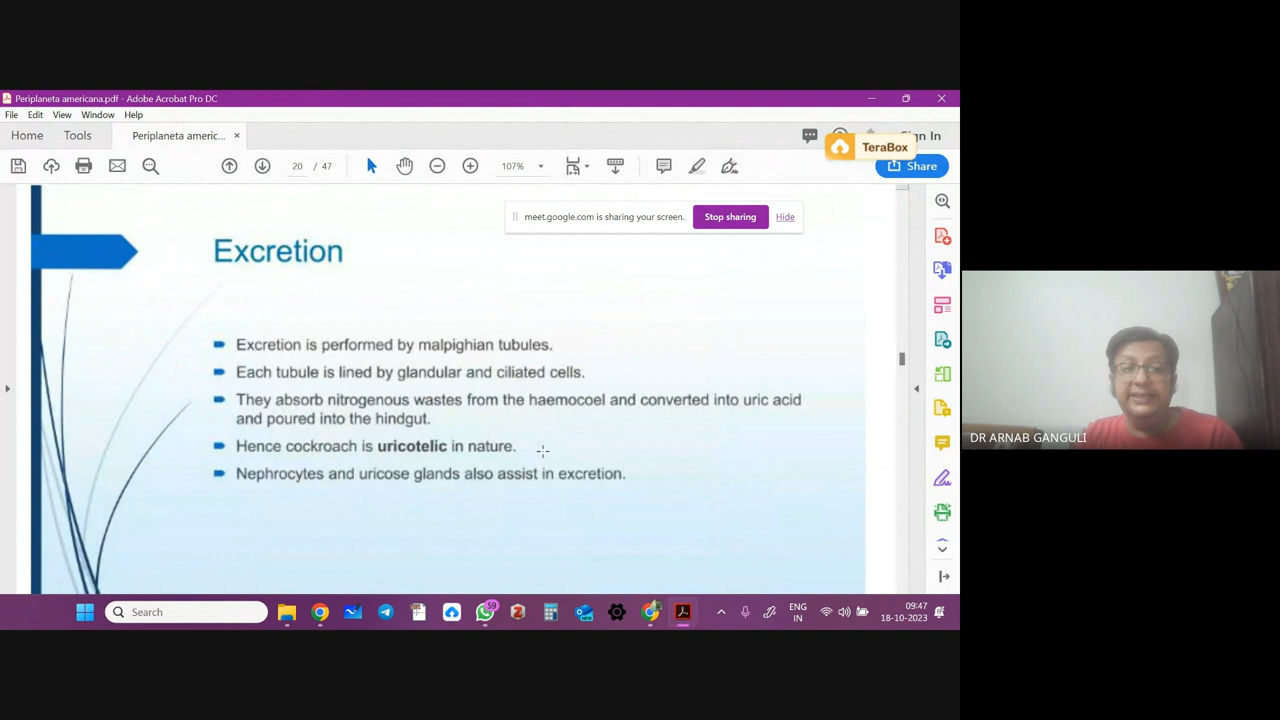 Periplaneta americana.pdf - Adobe Acrobat Pro DC
File Edit View Window Help
Home Tools Periplaneta americ... × Sign In
TeraBox
20 / 47 107% Share
meet.google.com is sharing your screen. Stop sharing Hide
Excretion
Excretion is performed by malpighian tubules.
Each tubule is lined by glandular and ciliated cells.
They absorb nitrogenous wastes from the haemocoel and converted into uric acid
and poured into the hindgut.
Hence cockroach is uricotelic in nature.
Nephrocytes and uricose glands also assist in excretion.
DR ARNAB GANGULI
Search
59
ENG
IN
09:47
18-10-2023